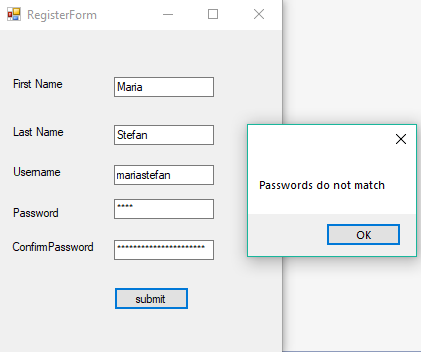 RegisterForm
First Name
Maria
Last Name
Stefan
Username
mariastefan
Password
****
ConfirmPassword
**********************
submit
Passwords do not match
OK